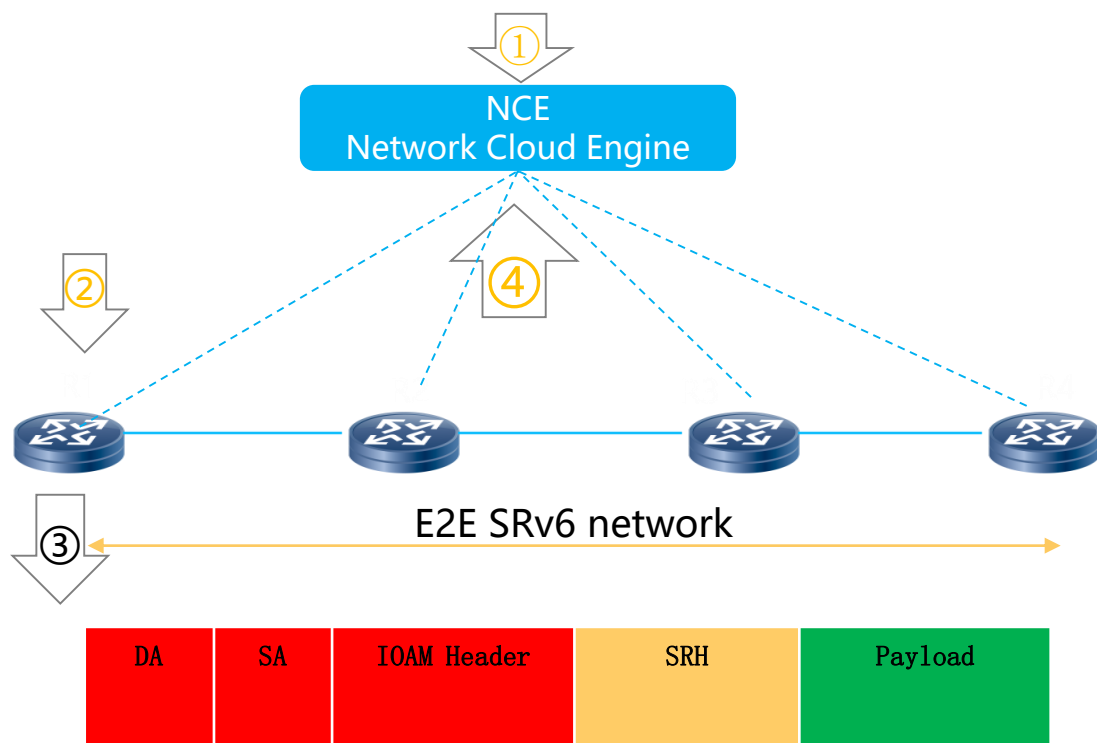 ①
NCE
Network Cloud Engine
②
④
E2E SRv6 network
③
DA SA IOAM Header SRH Payload